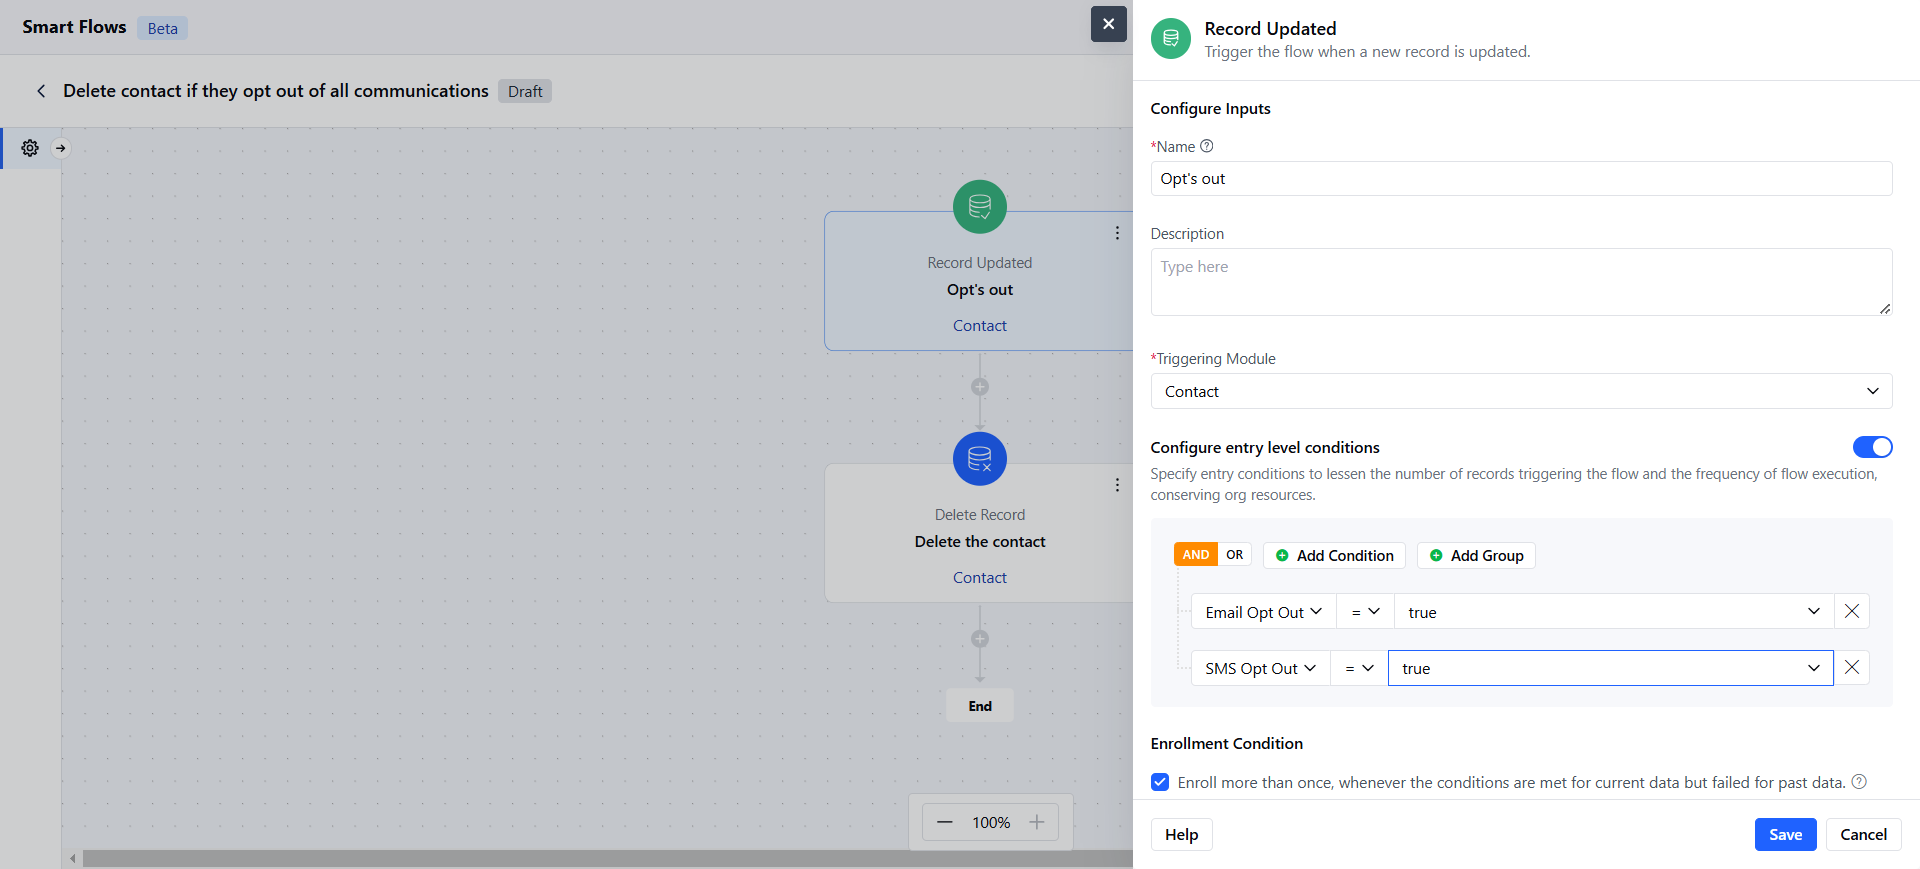 Smart Flows Beta
Delete contact if they opt out of all communications Draft
Record Updated
Opt's out
Contact
Delete Record
Delete the contact
Contact
End
100%
Record Updated
Trigger the flow when a new record is updated.
Configure Inputs
*Name
Opt's out
Description
Type here
*Triggering Module
Contact
Configure entry level conditions
Specify entry conditions to lessen the number of records triggering the flow and the frequency of flow execution,
conserving org resources.
AND OR Add Condition Add Group
Email Opt Out = true
SMS Opt Out = true
Enrollment Condition
Enroll more than once, whenever the conditions are met for current data but failed for past data.
Help Save Cancel